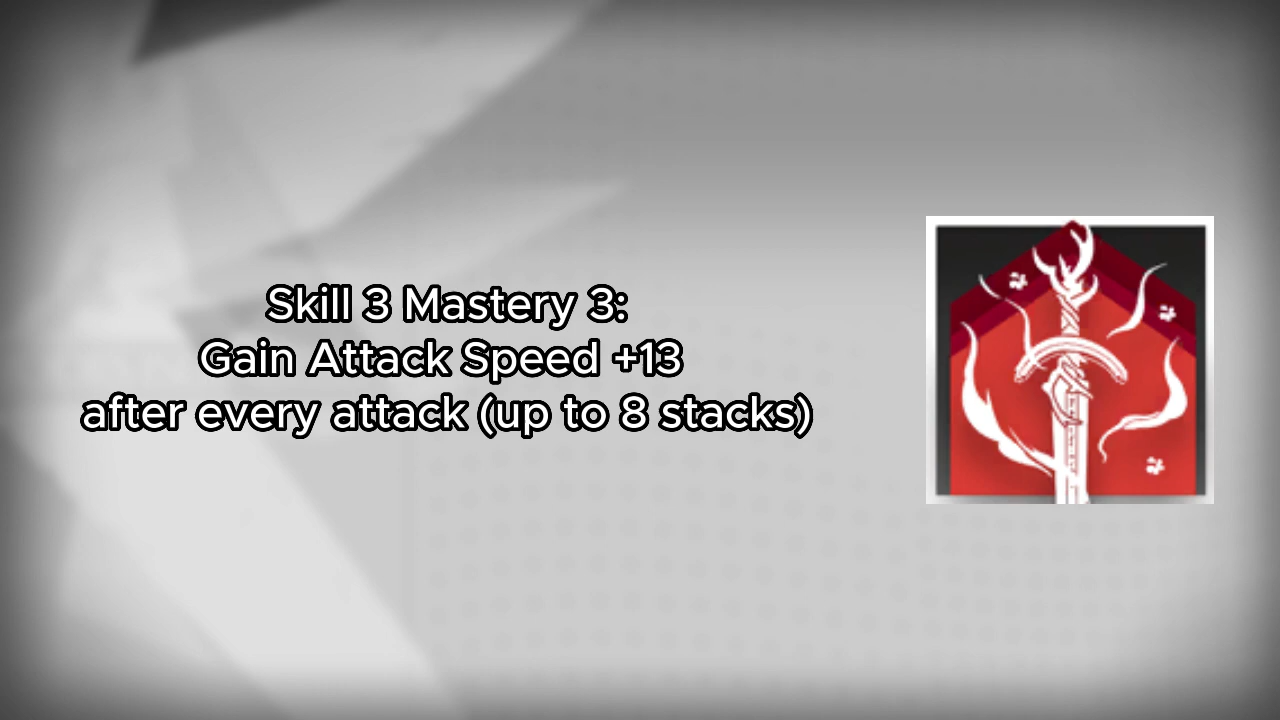 Skill 3 Mastery 3:
Gain Attack Speed +13
after every attack (up to 8 stacks)